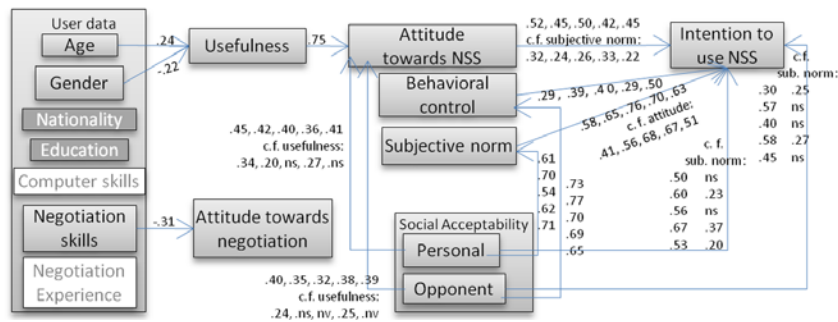 User data
Age
Gender
Nationality
Education
Computer skills
Negotiation
skills
Negotiation
Experience
.24
-.22
Usefulness
.75
-.31
Attitude towards
negotiation
Attitude
towards NSS
Behavioral
control
Subjective norm
.45, .42, .40, .36, .41
c.f. usefulness:
.34, .20, ns, .27, .ns
.40, .35, .32, .38, .39
c.f. usefulness:
.24, .ns, nv, .25, .nv
Social Acceptability
Personal
Opponent
.52, .45, .50, .42, .45
c.f. subjective norm:
.32, .24, .26, .33, .22
.29, .39, .40, .29, .50
.58, .65, .76, .70, .63
c.f. attitude:
.41, .56, 68, .67, 51
.61
.70
.54
.62
.71
.73
.77
.70
.69
.65
Intention to
use NSS
c.f.
sub. norm:
.30 .25
.57 ns
.40 ns
.58 .27
.45 ns
c. f.
sub. norm:
.50 ns
.60 .23
.56 ns
.67 .37
.53 .20